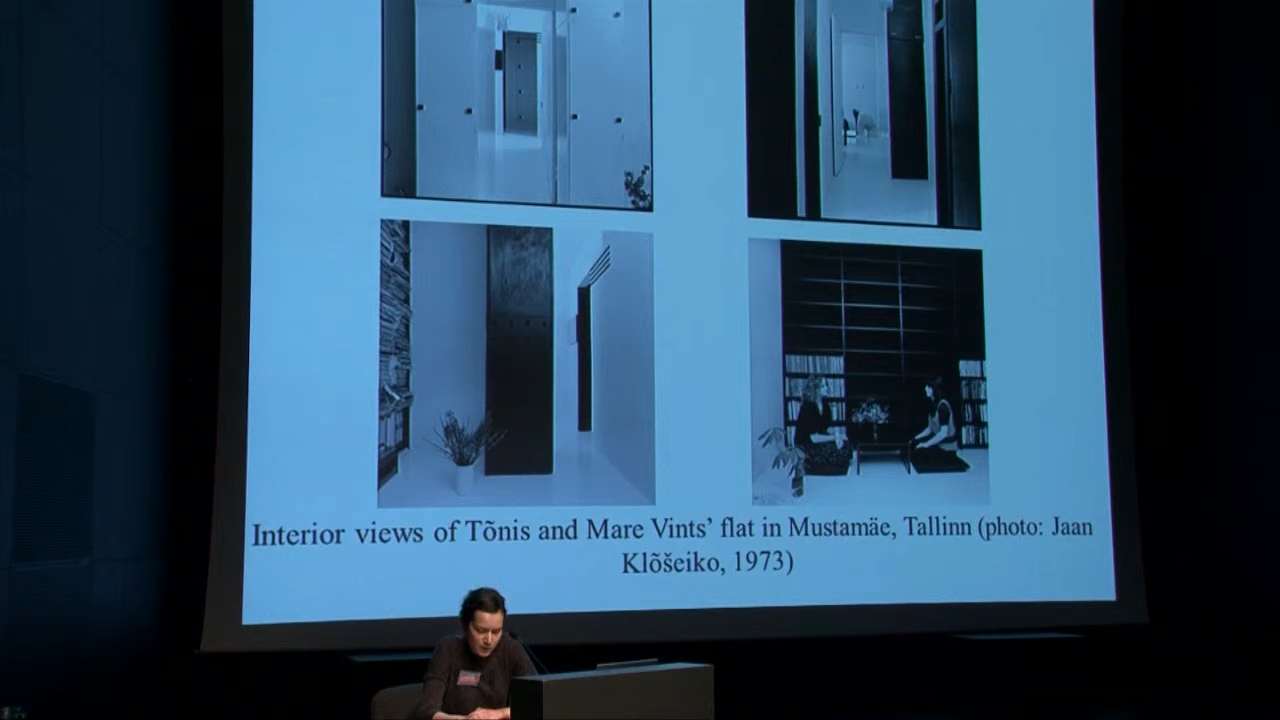 Interior views of Tõnis and Mare Vints’ flat in Mustamäe, Tallinn (photo: Jaan
Klõšeiko, 1973)